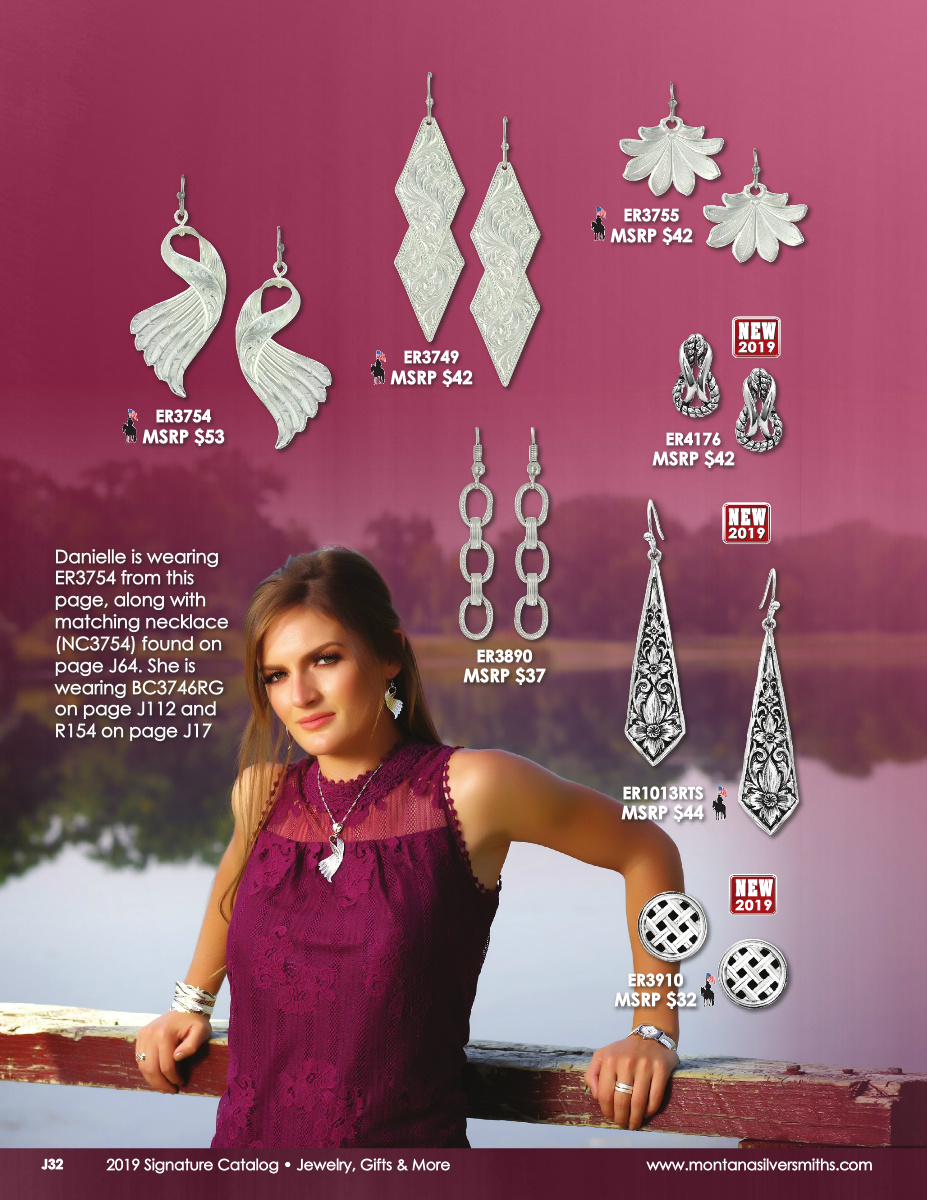 ER3755
MSRP $42
NEW
2019
ER3749
MSRP $42
ER3754
MSRP $53
ER4176
MSRP $42
NEW
2019
Danielle is wearing
ER3754 from this
page, along with
matching necklace
(NC3754) found on
page J64. She is
wearing BC3746RG
on page J112 and
R154 on page J17
ER3890
MSRP $37
ER1013RTS
MSRP $44
NEW
2019
ER3910
MSRP $32
J32 2019 Signature Catalog • Jewelry, Gifts & More www.montanasilversmiths.com